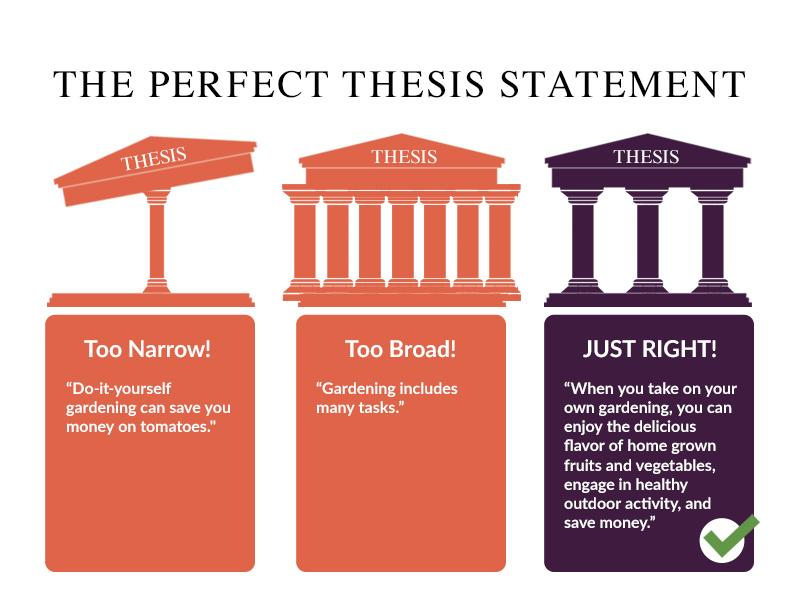 THE PERFECT THESIS STATEMENT
THESIS
THESIS
THESIS
Too Narrow!
“Do-it-yourself
gardening can save you
money on tomatoes."
Too Broad!
“Gardening includes
many tasks.”
JUST RIGHT!
“When you take on your
own gardening, you can
enjoy the delicious
flavor of home grown
fruits and vegetables,
engage in healthy
outdoor activity, and
save money.”